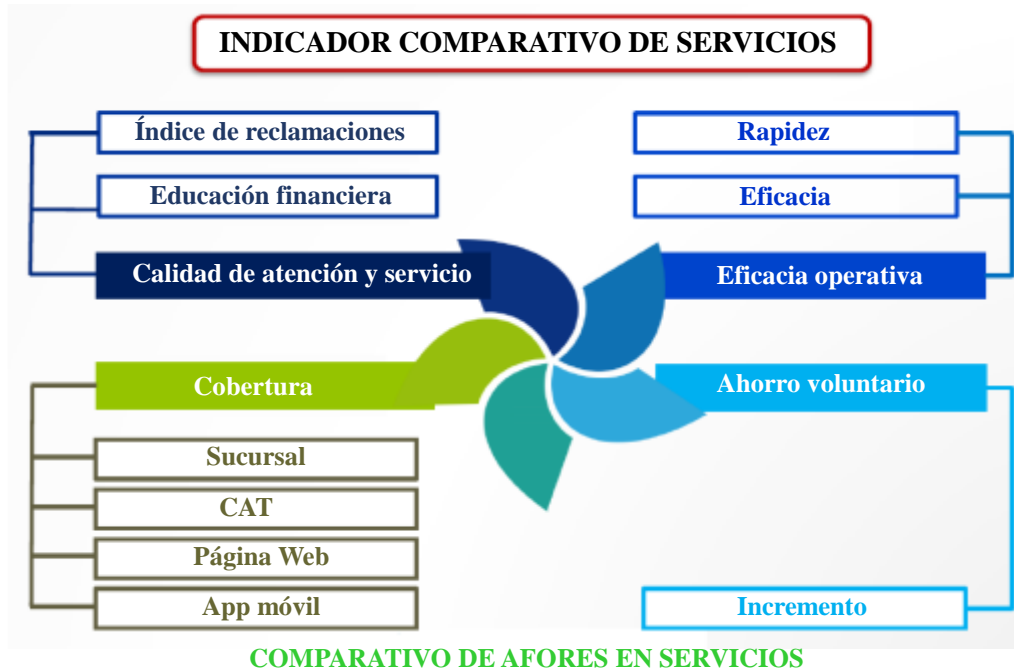 INDICADOR COMPARATIVO DE SERVICIOS
Índice de reclamaciones
Educación financiera
Calidad de atención y servicio
Rapidez
Eficacia
Eficacia operativa
Cobertura
Sucursal
CAT
Página Web
App móvil
Ahorro voluntario
Incremento
COMPARATIVO DE AFORES EN SERVICIOS